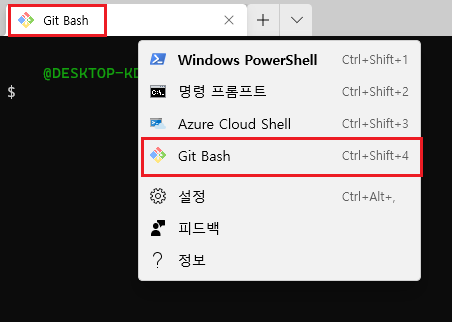 Git Bash
@DESKTOP-KD
$
Windows PowerShell Ctrl+Shift+1
명령 프롬프트 Ctrl+Shift+2
Azure Cloud Shell Ctrl+Shift+3
Git Bash Ctrl+Shift+4
설정 Ctrl+Alt+,
피드백
정보